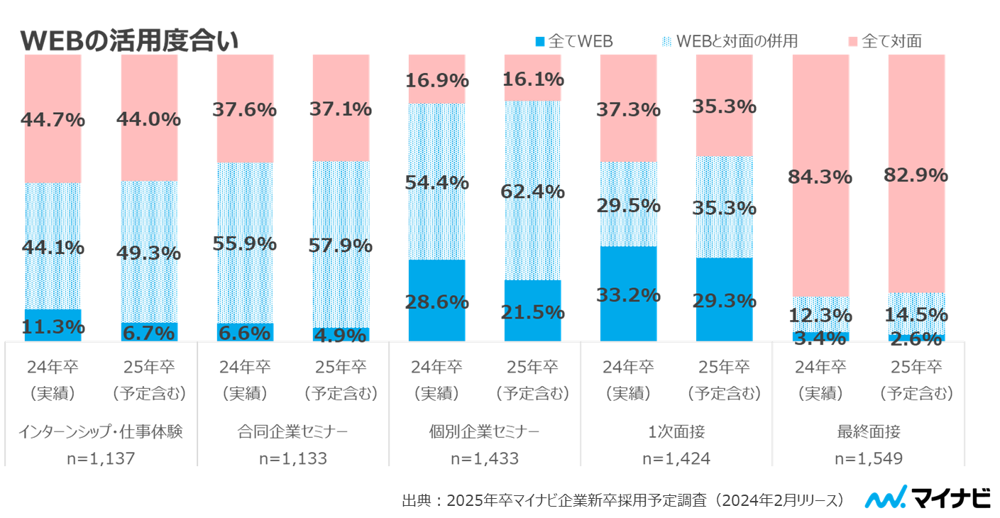 WEBの活用度合い
全てWEB WEBと対面の併用 全て対面
44.7% 44.0% 37.6% 37.1% 16.9% 16.1% 37.3% 35.3% 84.3% 82.9%
44.1% 49.3% 55.9% 57.9% 54.4% 62.4% 29.5% 35.3% 12.3% 14.5%
11.3% 6.7% 6.6% 4.9% 28.6% 21.5% 33.2% 29.3% 3.4% 2.6%
24年卒 25年卒 24年卒 25年卒 24年卒 25年卒 24年卒 25年卒 24年卒 25年卒
(実績) (予定含む) (実績) (予定含む) (実績) (予定含む) (実績) (予定含む) (実績) (予定含む)
インターンシップ・仕事体験 合同企業セミナー 個別企業セミナー 1次面接 最終面接
n=1,137 n=1,133 n=1,433 n=1,424 n=1,549
出典：2025年卒マイナビ企業新卒採用予定調査（2024年2月リリース） マイナビ